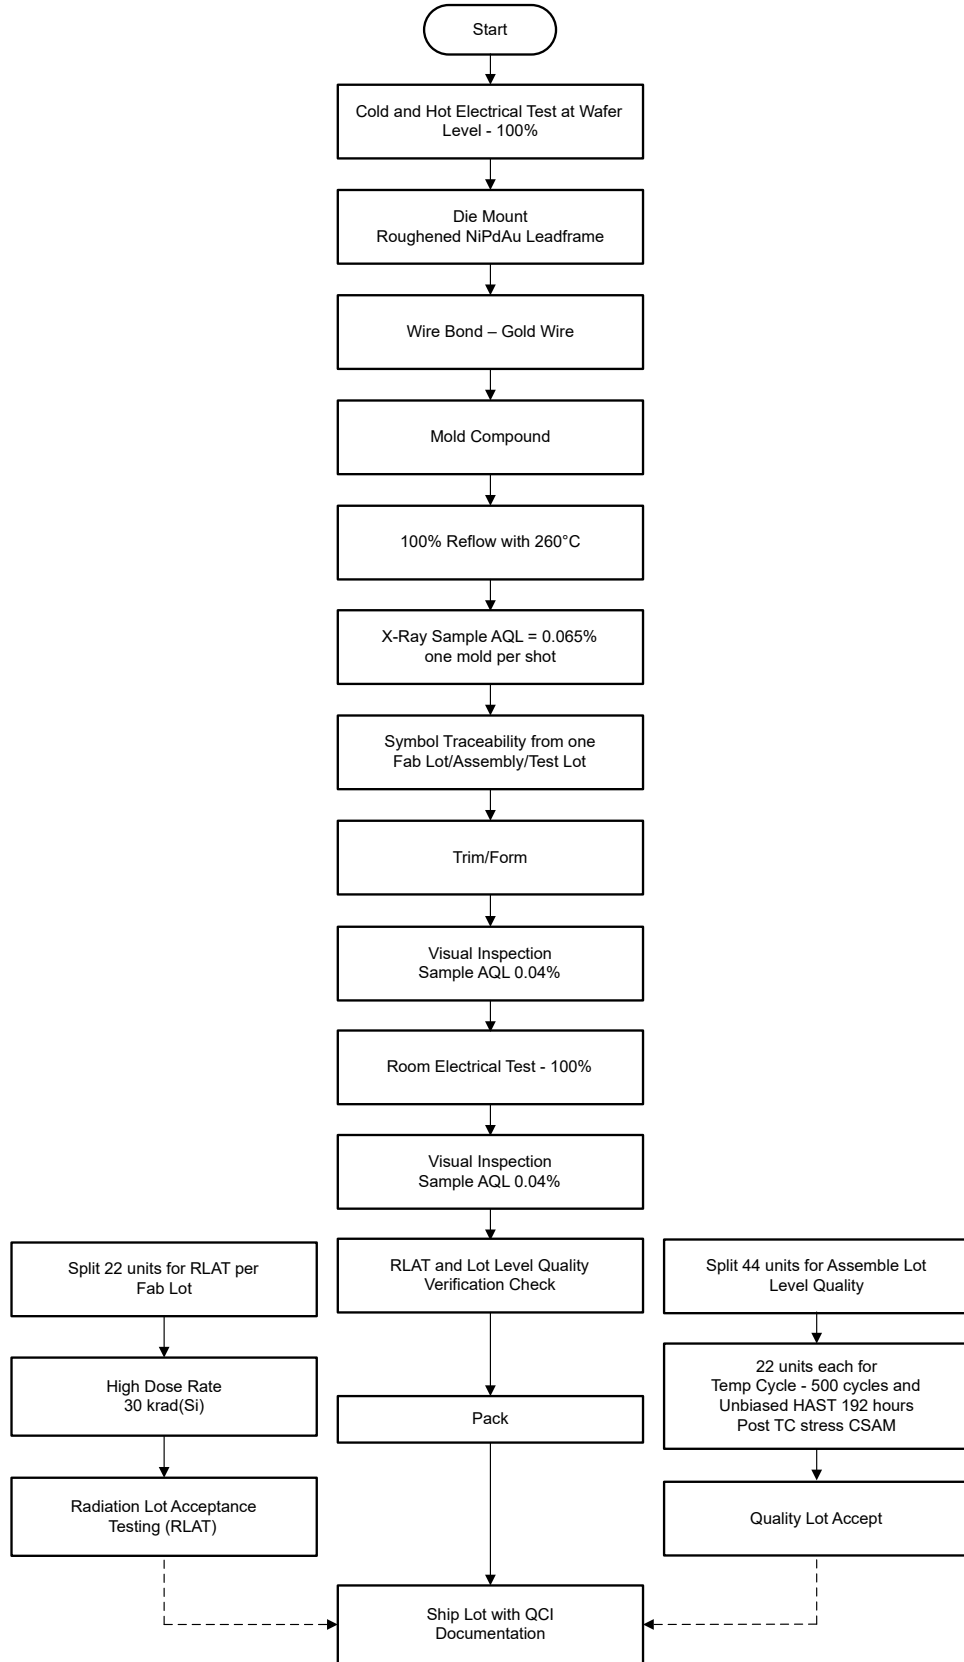 Start
Cold and Hot Electrical Test at Wafer
Level - 100%
Die Mount
Roughened NiPdAu Leadframe
Wire Bond – Gold Wire
Mold Compound
100% Reflow with 260°C
X-Ray Sample AQL = 0.065%
one mold per shot
Symbol Traceability from one
Fab Lot/Assembly/Test Lot
Trim/Form
Visual Inspection
Sample AQL 0.04%
Room Electrical Test - 100%
Visual Inspection
Sample AQL 0.04%
RLAT and Lot Level Quality
Verification Check
Pack
Split 22 units for RLAT per
Fab Lot
High Dose Rate
30 krad(Si)
Radiation Lot Acceptance
Testing (RLAT)
Split 44 units for Assemble Lot
Level Quality
22 units each for
Temp Cycle - 500 cycles and
Unbiased HAST 192 hours
Post TC stress CSAM
Quality Lot Accept
Ship Lot with QCI
Documentation